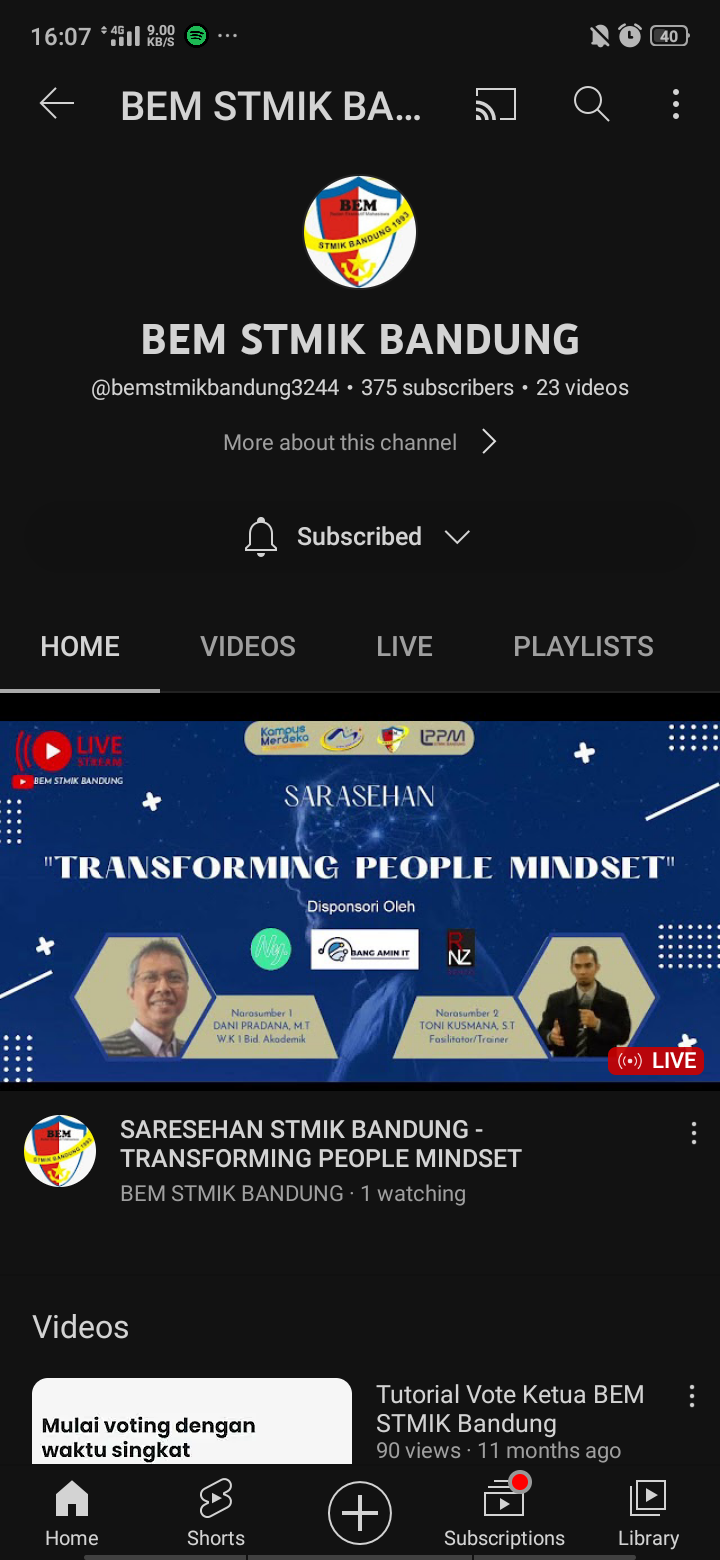 16:07 4G 9.00 KB/S 40
BEM STMIK BA...
BEM
STMIK BANDUNG 1993
BEM STMIK BANDUNG
@bemstmikbandung3244 • 375 subscribers • 23 videos
More about this channel
Subscribed
HOME VIDEOS LIVE PLAYLISTS
LIVE
STREAM
BEM STMIK BANDUNG
Kampus
Merdeka
LPPM
SARASEHAN
"TRANSFORMING PEOPLE MINDSET"
Disponsori Oleh
Ny.
BANG AMIN IT
R
NZ
Narasumber 1
DANI PRADANA, M.T
W.K 1 Bid. Akademik
Narasumber 2
TONI KUSMANA, S.T
Fasilitator/Trainer
LIVE
BEM
STMIK BANDUNG 1993
SARESEHAN STMIK BANDUNG -
TRANSFORMING PEOPLE MINDSET
BEM STMIK BANDUNG · 1 watching
Videos
Mulai voting dengan
waktu singkat
Tutorial Vote Ketua BEM
STMIK Bandung
90 views · 11 months ago
Home Shorts Subscriptions Library